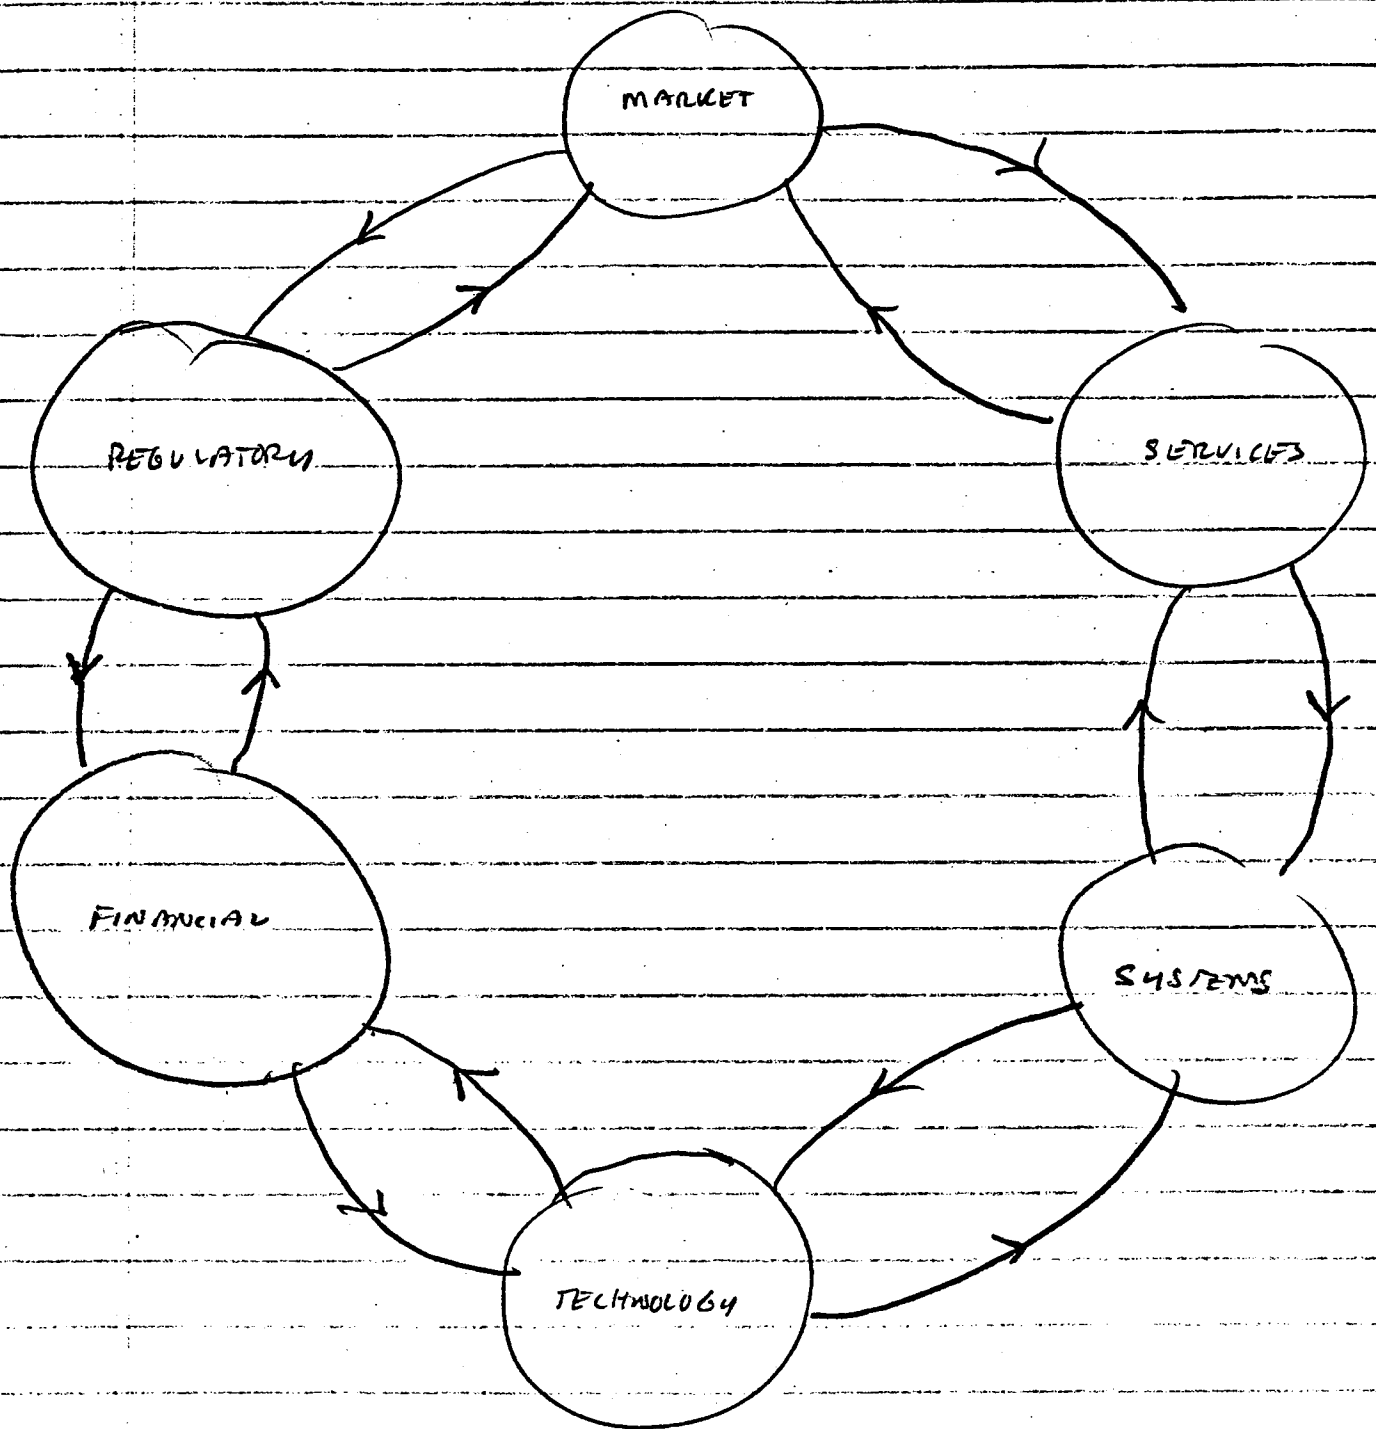 MARKET
REGULATORY
SERVICES
FINANCIAL
SYSTEMS
TECHNOLOGY